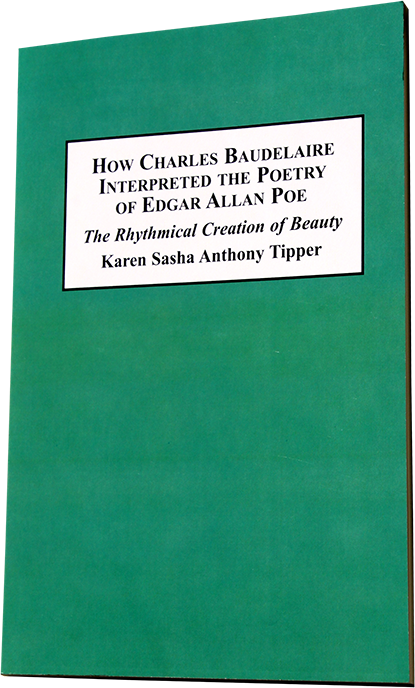 How Charles Baudelaire
Interpreted the Poetry
of Edgar Allan Poe
The Rhythmical Creation of Beauty
Karen Sasha Anthony Tipper